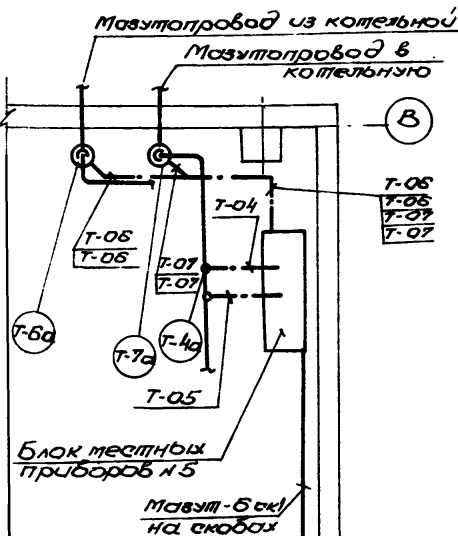 Мазутопровод из котельной
Мазутопровод в
котельную
В
Т-06
Т-06
Т-07
Т-07
Т-04
Т-06
Т-06
Т-07
Т-07
Т-6а
Т-7а
Т-4а
Т-05
Блок местных
приборов №5
Мазут-
на скобах